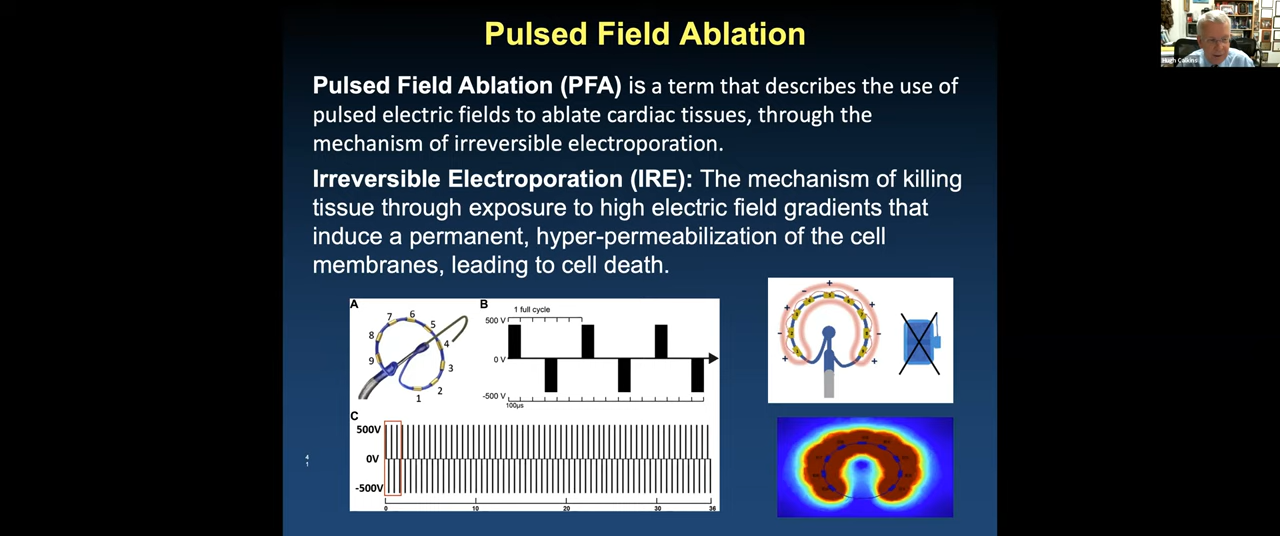 Pulsed Field Ablation
Hugh Calkins
Pulsed Field Ablation (PFA) is a term that describes the use of
pulsed electric fields to ablate cardiac tissues, through the
mechanism of irreversible electroporation.
Irreversible Electroporation (IRE): The mechanism of killing
tissue through exposure to high electric field gradients that
induce a permanent, hyper-permeabilization of the cell
membranes, leading to cell death.
A
1
2
3
4
5
6
7
8
9
B
1 full cycle
500 V
0 V
-500 V
100µs
C
500V
0V
-500V
0 10 20 30 36
4
1